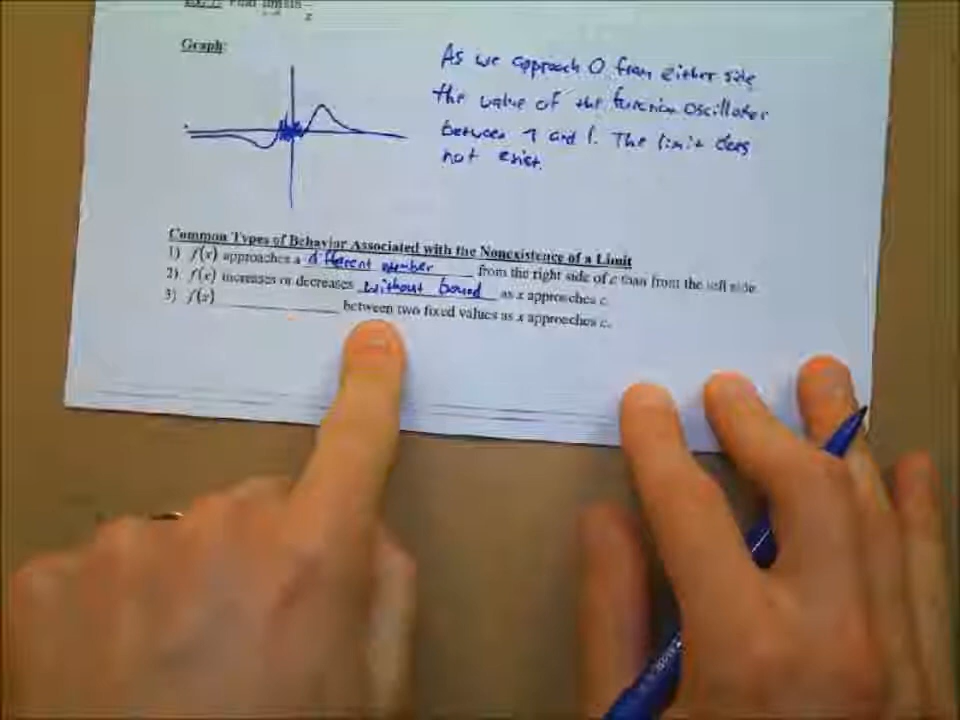 Graph:
As we approach 0 from either side
the value of the function oscillates
between -1 and 1. The limit does
not exist.
Common Types of Behavior Associated with the Nonexistence of a Limit
1) f(x) approaches a different number from the right side of c than from the left side.
2) f(x) increases or decreases without bound as x approaches c.
3) f(x) ____________ between two fixed values as x approaches c.